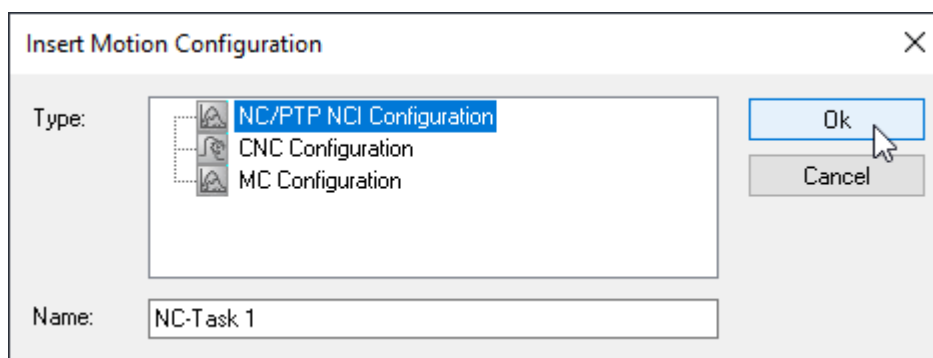 Insert Motion Configuration
Type:
NC/PTP NCI Configuration
CNC Configuration
MC Configuration
Ok
Cancel
Name:
NC-Task 1